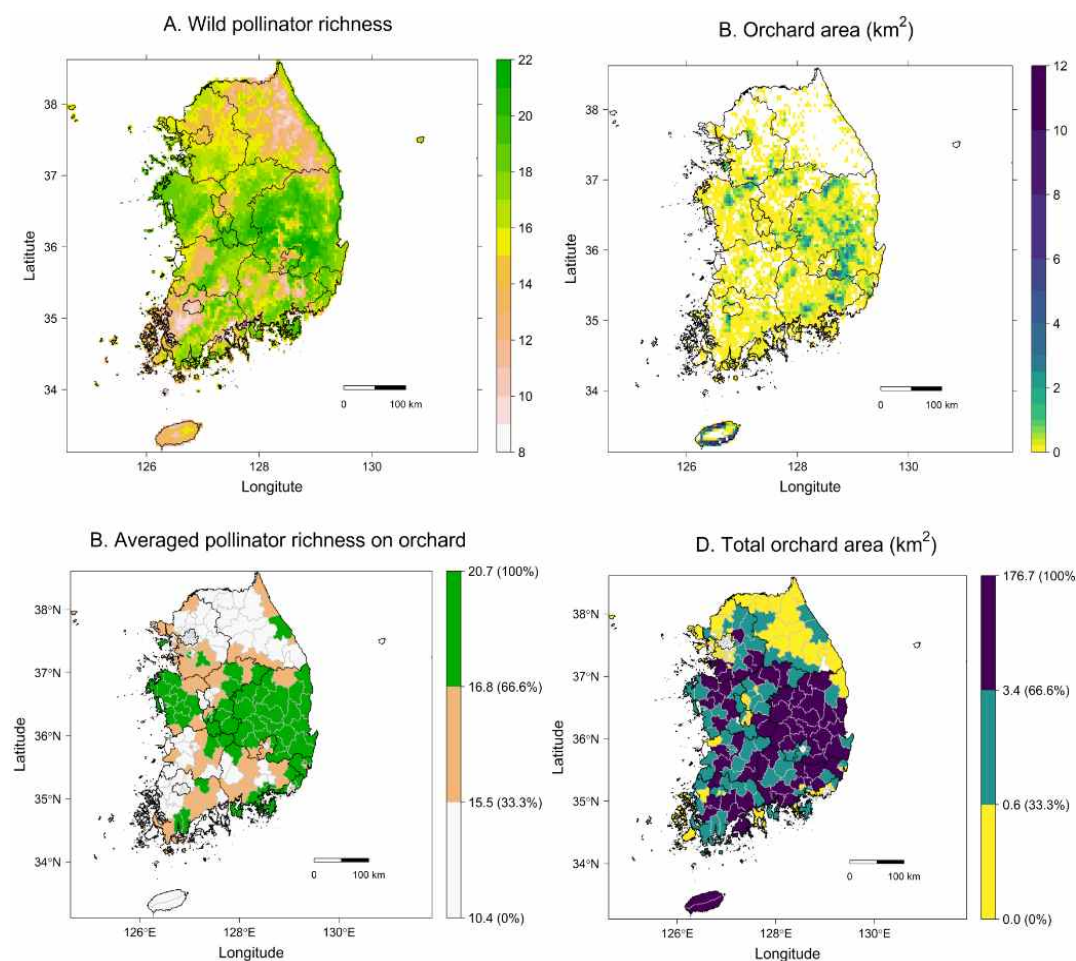 A. Wild pollinator richness
22
20
18
16
14
12
10
8
38
37
36
35
34
Latitute
0 100 km
126 128 130
Longitute
B. Orchard area (km²)
12
10
8
6
4
2
0
38
37
36
35
34
Latitute
0 100 km
126 128 130
Longitute
B. Averaged pollinator richness on orchard
20.7 (100%)
16.8 (66.6%)
15.5 (33.3%)
10.4 (0%)
38°N
37°N
36°N
35°N
34°N
Latitude
0 100 km
126°E 128°E 130°E
Longitude
D. Total orchard area (km²)
176.7 (100%
3.4 (66.6%)
0.6 (33.3%)
0.0 (0%)
38°N
37°N
36°N
35°N
34°N
Latitude
0 100 km
126°E 128°E 130°E
Longitude